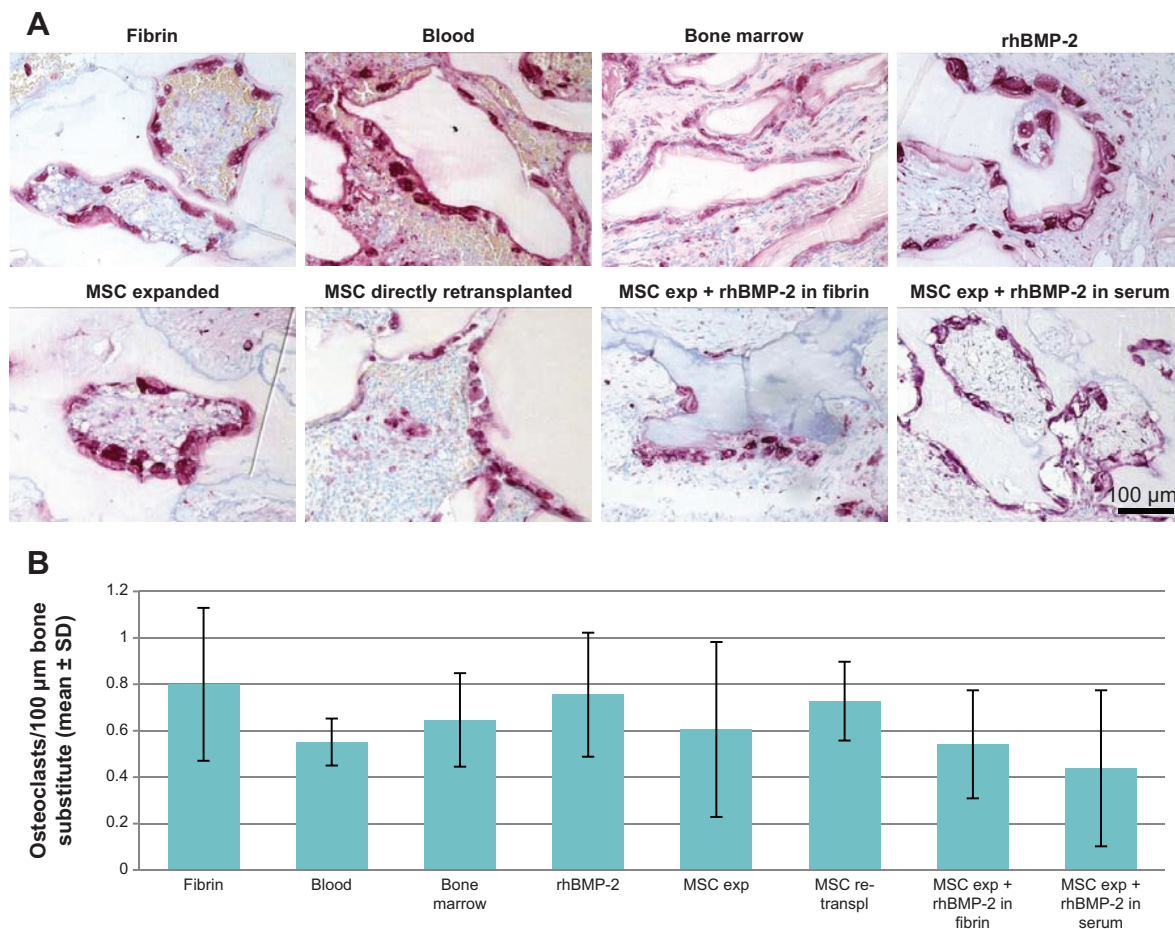 A
Fibrin
Blood
Bone marrow
rhBMP-2
MSC expanded
MSC directly retransplanted
MSC exp + rhBMP-2 in fibrin
MSC exp + rhBMP-2 in serum
100 µm
B
Osteoclasts/100 µm bone
substitute (mean ± SD)
1.2
1
0.8
0.6
0.4
0.2
0
Fibrin
Blood
Bone
marrow
rhBMP-2
MSC exp
MSC re-
transpl
MSC exp +
rhBMP-2 in
fibrin
MSC exp +
rhBMP-2 in
serum